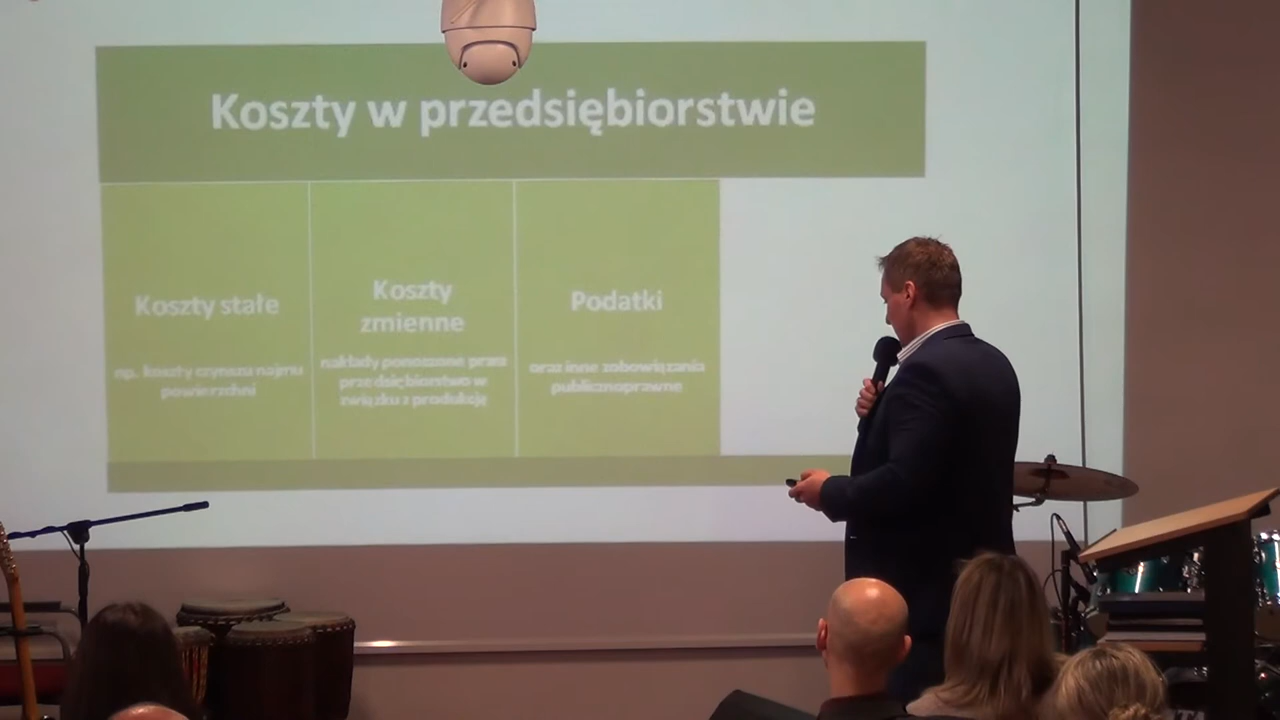 Koszty w przedsiębiorstwie
Koszty stałe
np. koszty czynszu najmu
powierzchni
Koszty
zmienne
nakłady ponoszone przez
przedsiębiorstwo w
związku z produkcją
Podatki
oraz inne zobowiązania
publicznoprawne